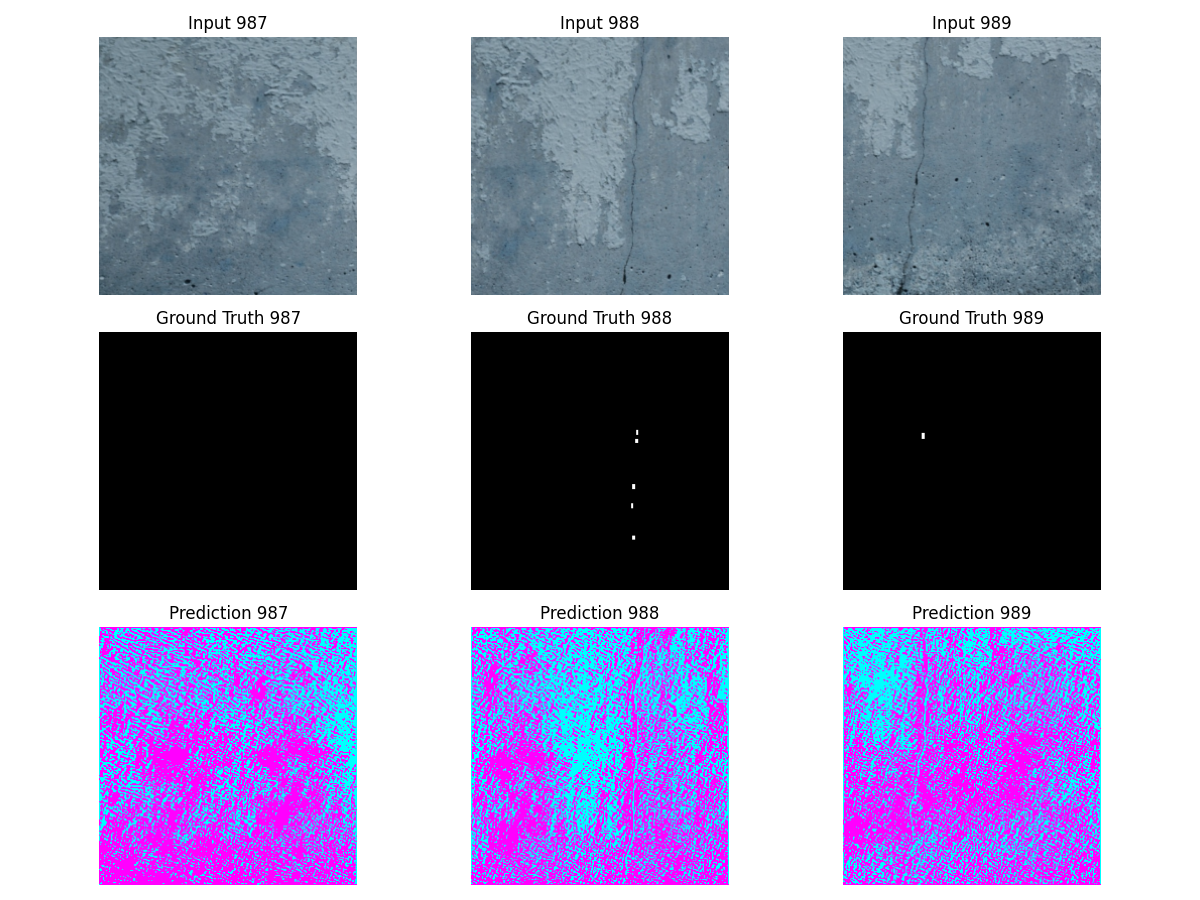 Input 987
Input 988
Input 989
Ground Truth 987
Ground Truth 988
Ground Truth 989
Prediction 987
Prediction 988
Prediction 989